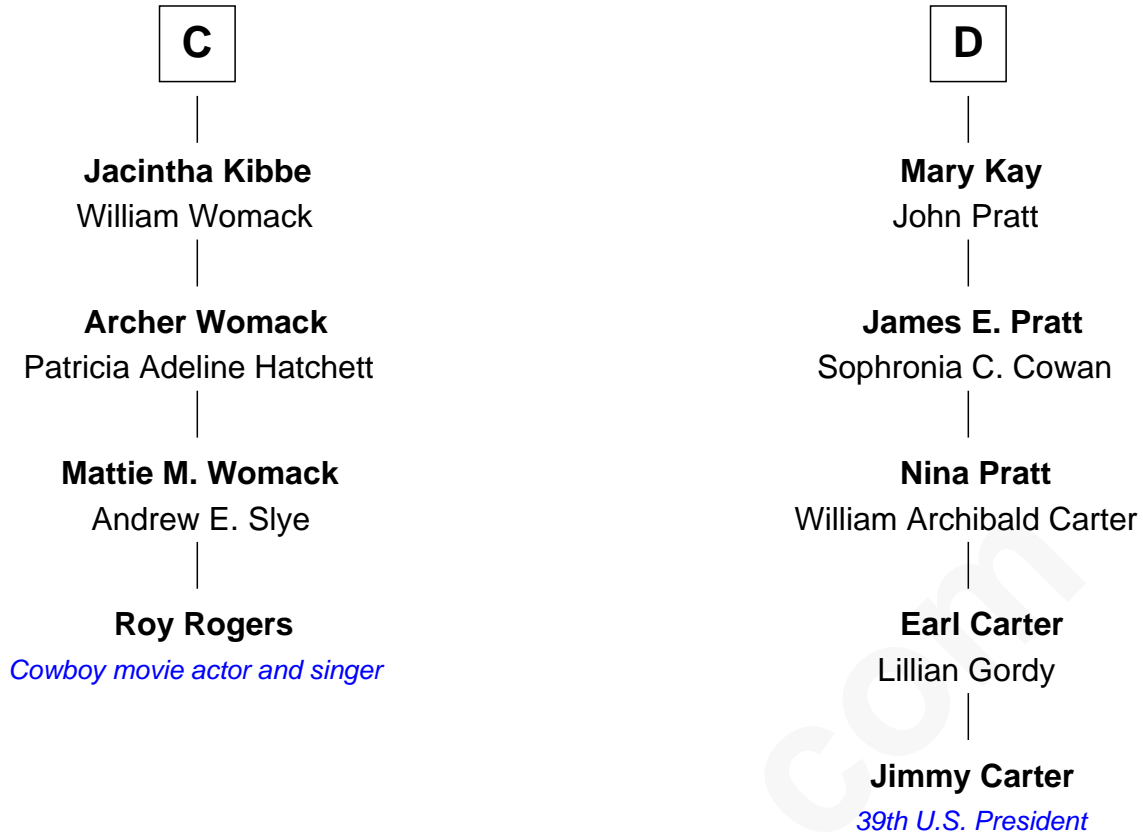 C
Jacintha Kibbe
William Womack
Archer Womack
Patricia Adeline Hatchett
Mattie M. Womack
Andrew E. Slye
Roy Rogers
Cowboy movie actor and singer
D
Mary Kay
John Pratt
James E. Pratt
Sophronia C. Cowan
Nina Pratt
William Archibald Carter
Earl Carter
Lillian Gordy
Jimmy Carter
39th U.S. President
com